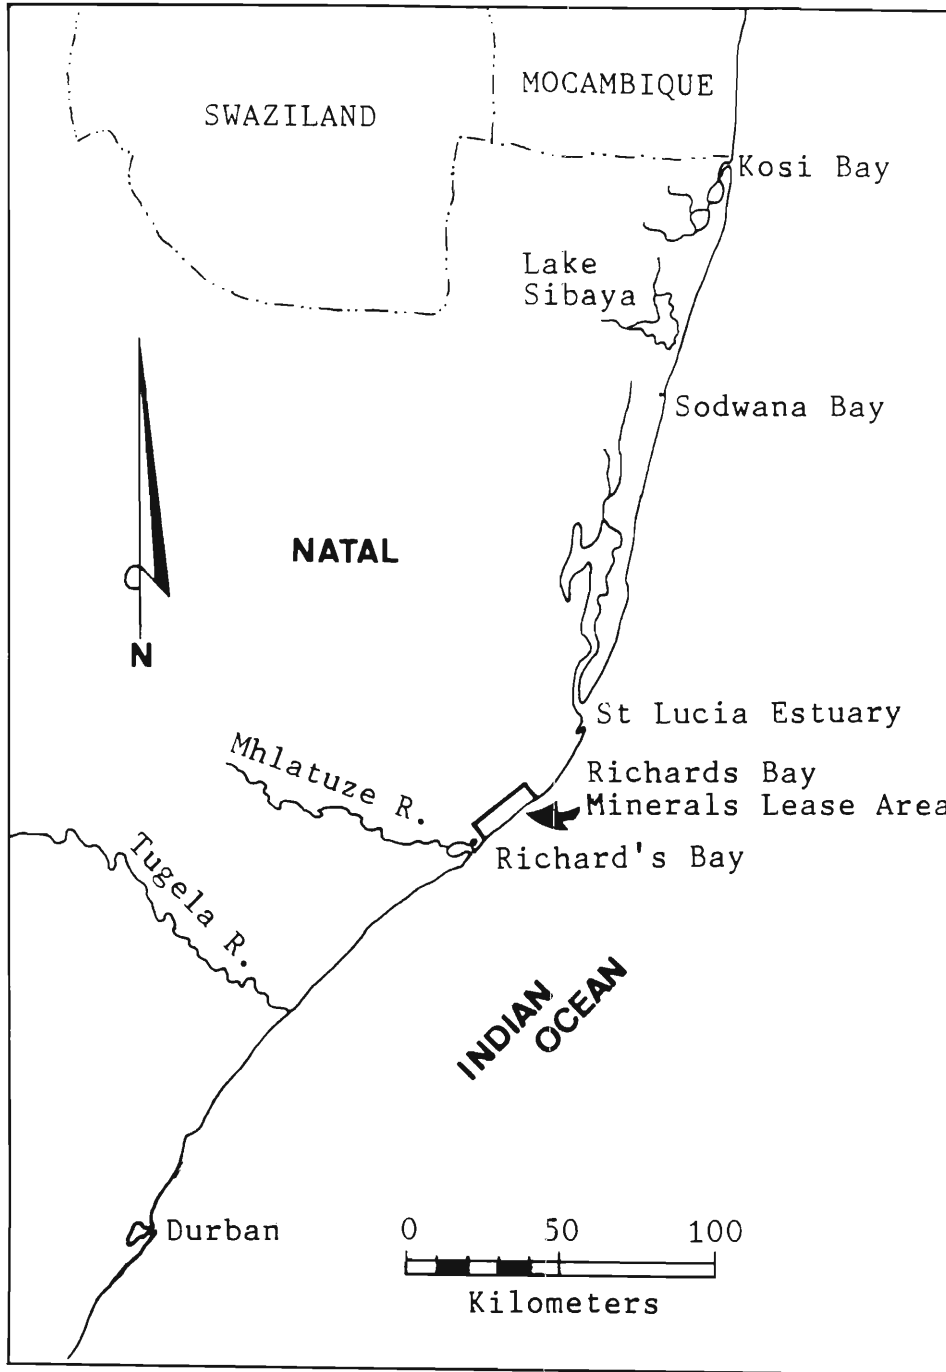 MOCAMBIQUE
SWAZILAND
Kosi Bay
Lake
Sibaya
Sodwana Bay
NATAL
N
St Lucia Estuary
Mhlatuze R.
Richards Bay
Minerals Lease Area
Richard's Bay
Tugela R.
INDIAN
OCEAN
Durban
0 50 100
Kilometers